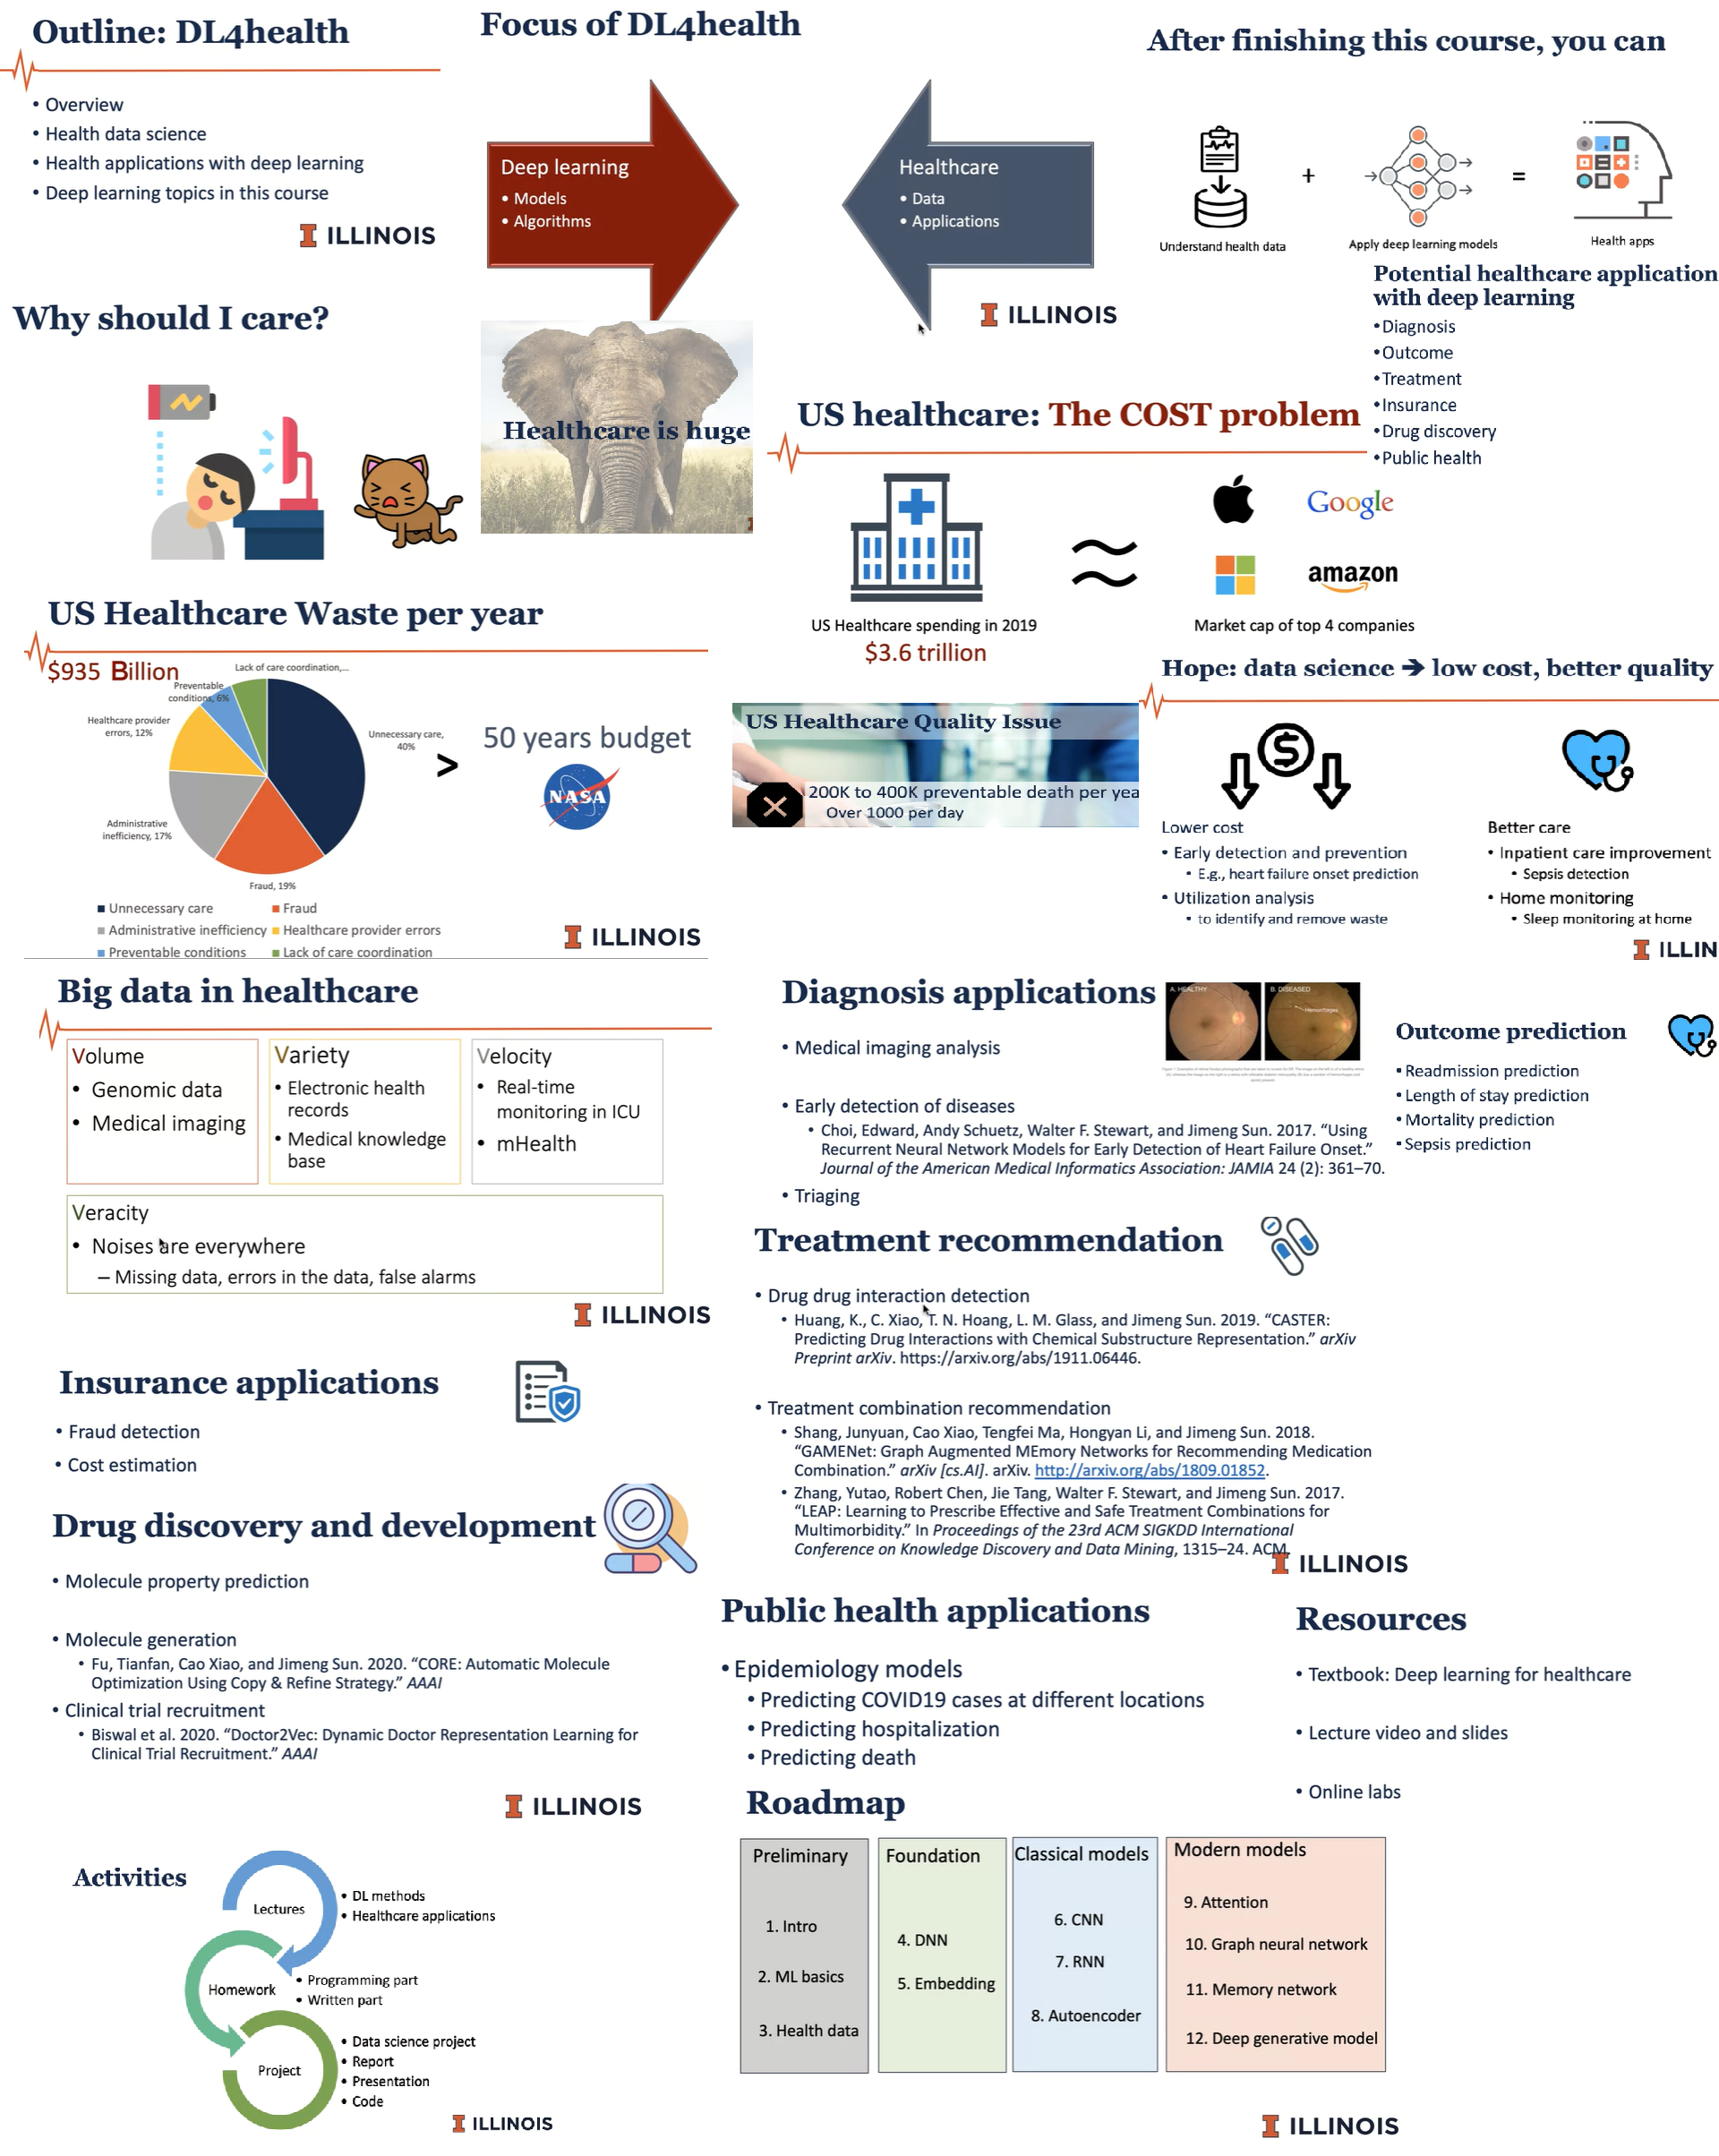 Outline: DL4health
• Overview
• Health data science
• Health applications with deep learning
• Deep learning topics in this course
ILLINOIS
Focus of DL4health
Deep learning
• Models
• Algorithms
Healthcare
• Data
• Applications
ILLINOIS
After finishing this course, you can
+
=
Understand health data
Apply deep learning models
Health apps
Potential healthcare application
with deep learning
•Diagnosis
•Outcome
•Treatment
•Insurance
•Drug discovery
•Public health
Why should I care?
Healthcare is huge
US healthcare: The COST problem
Google
amazon
US Healthcare spending in 2019
$3.6 trillion
Market cap of top 4 companies
US Healthcare Waste per year
$935 Billion
Lack of care coordination,...
Preventable
conditions, 6%
Healthcare provider
errors, 12%
Unnecessary care,
40%
Administrative
inefficiency, 17%
Fraud, 19%
Unnecessary care
Fraud
Administrative inefficiency
Healthcare provider errors
Preventable conditions
Lack of care coordination
>
50 years budget
NASA
ILLINOIS
US Healthcare Quality Issue
200K to 400K preventable death per yea
Over 1000 per day
Hope: data science ➔ low cost, better quality
Lower cost
• Early detection and prevention
• E.g., heart failure onset prediction
• Utilization analysis
• to identify and remove waste
Better care
• Inpatient care improvement
• Sepsis detection
• Home monitoring
• Sleep monitoring at home
ILLIN
Big data in healthcare
Volume
• Genomic data
• Medical imaging
Variety
• Electronic health
records
• Medical knowledge
base
Velocity
• Real-time
monitoring in ICU
• mHealth
Veracity
• Noises are everywhere
– Missing data, errors in the data, false alarms
ILLINOIS
Diagnosis applications
A. HEALTHY
B. DISEASED
Hemorrhages
• Medical imaging analysis
• Early detection of diseases
• Choi, Edward, Andy Schuetz, Walter F. Stewart, and Jimeng Sun. 2017. “Using
Recurrent Neural Network Models for Early Detection of Heart Failure Onset.”
Journal of the American Medical Informatics Association: JAMIA 24 (2): 361–70.
• Triaging
Outcome prediction
• Readmission prediction
• Length of stay prediction
• Mortality prediction
• Sepsis prediction
Treatment recommendation
• Drug drug interaction detection
• Huang, K., C. Xiao, T. N. Hoang, L. M. Glass, and Jimeng Sun. 2019. “CASTER:
Predicting Drug Interactions with Chemical Substructure Representation.” arXiv
Preprint arXiv. https://arxiv.org/abs/1911.06446.
• Treatment combination recommendation
• Shang, Junyuan, Cao Xiao, Tengfei Ma, Hongyan Li, and Jimeng Sun. 2018.
“GAMENet: Graph Augmented MEmory Networks for Recommending Medication
Combination.” arXiv [cs.AI]. arXiv. http://arxiv.org/abs/1809.01852.
• Zhang, Yutao, Robert Chen, Jie Tang, Walter F. Stewart, and Jimeng Sun. 2017.
“LEAP: Learning to Prescribe Effective and Safe Treatment Combinations for
Multimorbidity.” In Proceedings of the 23rd ACM SIGKDD International
Conference on Knowledge Discovery and Data Mining, 1315–24. ACM.
ILLINOIS
Insurance applications
• Fraud detection
• Cost estimation
Drug discovery and development
• Molecule property prediction
• Molecule generation
• Fu, Tianfan, Cao Xiao, and Jimeng Sun. 2020. “CORE: Automatic Molecule
Optimization Using Copy & Refine Strategy.” AAAI
• Clinical trial recruitment
• Biswal et al. 2020. “Doctor2Vec: Dynamic Doctor Representation Learning for
Clinical Trial Recruitment.” AAAI
ILLINOIS
Public health applications
• Epidemiology models
• Predicting COVID19 cases at different locations
• Predicting hospitalization
• Predicting death
Resources
• Textbook: Deep learning for healthcare
• Lecture video and slides
• Online labs
Activities
Lectures
• DL methods
• Healthcare applications
Homework
• Programming part
• Written part
Project
• Data science project
• Report
• Presentation
• Code
ILLINOIS
Roadmap
Preliminary
1. Intro
2. ML basics
3. Health data
Foundation
4. DNN
5. Embedding
Classical models
6. CNN
7. RNN
8. Autoencoder
Modern models
9. Attention
10. Graph neural network
11. Memory network
12. Deep generative model
ILLINOIS